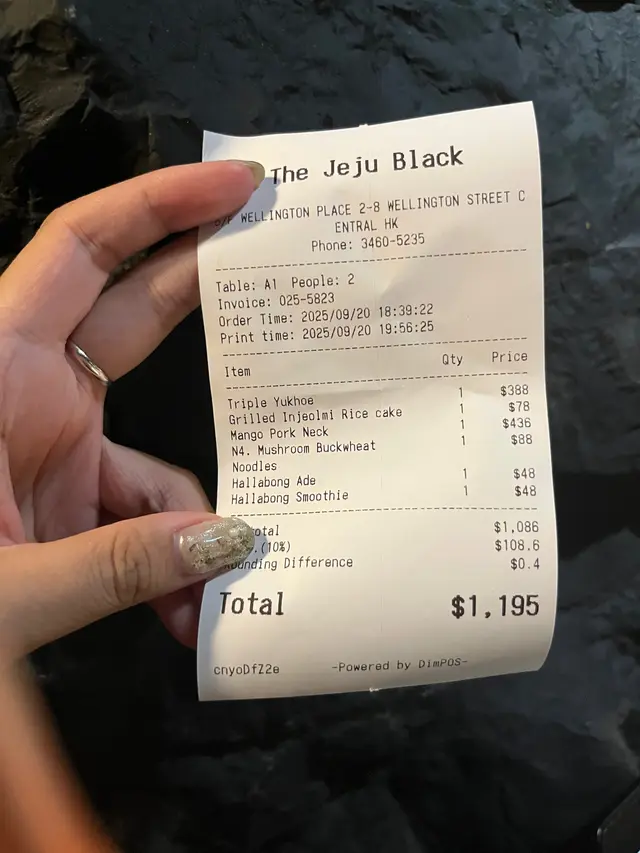 The Jeju Black
WELLINGTON PLACE 2-8 WELLINGTON STREET C
ENTRAL HK
Phone: 3460-5235
Table: A1 People: 2
Invoice: 025-5823
Order Time: 2025/09/20 18:39:22
Print time: 2025/09/20 19:56:25
Item Qty Price
Triple Yukhoe 1 $388
Grilled Injeolmi Rice cake 1 $78
Mango Pork Neck 1 $436
N4. Mushroom Buckwheat 1 $88
Noodles
Hallabong Ade 1 $48
Hallabong Smoothie 1 $48
otal $1,086
.(10%) $108.6
ounding Difference $0.4
Total $1,195
cnyoDfZ2e -Powered by DimPOS-